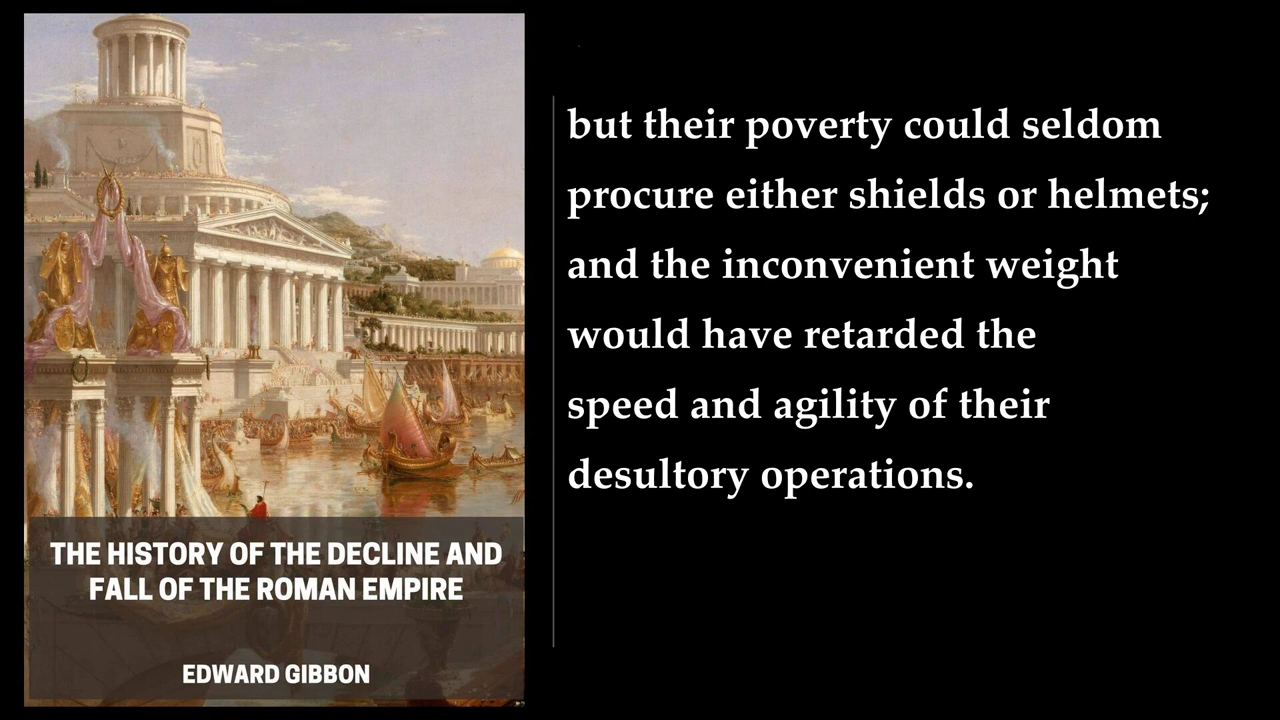 but their poverty could seldom
procure either shields or helmets;
and the inconvenient weight
would have retarded the
speed and agility of their
desultory operations.
THE HISTORY OF THE DECLINE AND
FALL OF THE ROMAN EMPIRE
EDWARD GIBBON